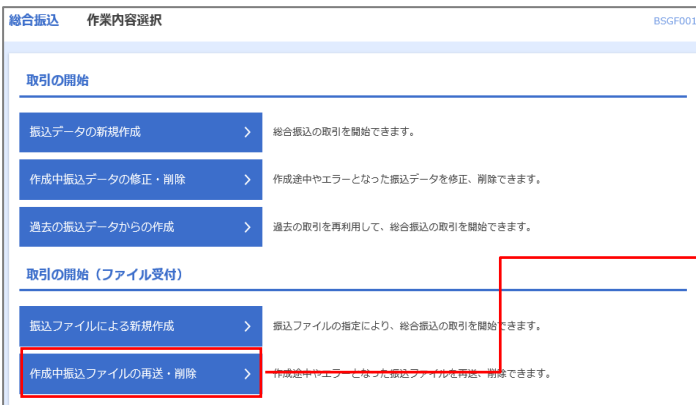 総合振込 作業内容選択 BSGF001
取引の開始
振込データの新規作成 総合振込の取引を開始できます。
作成中振込データの修正・削除 作成途中やエラーとなった振込データを修正、削除できます。
過去の振込データからの作成 過去の取引を再利用して、総合振込の取引を開始できます。
取引の開始（ファイル受付）
振込ファイルによる新規作成 振込ファイルの指定により、総合振込の取引を開始できます。
作成中振込ファイルの再送・削除 作成途中やエラーとなった振込ファイルを再送、削除できます。